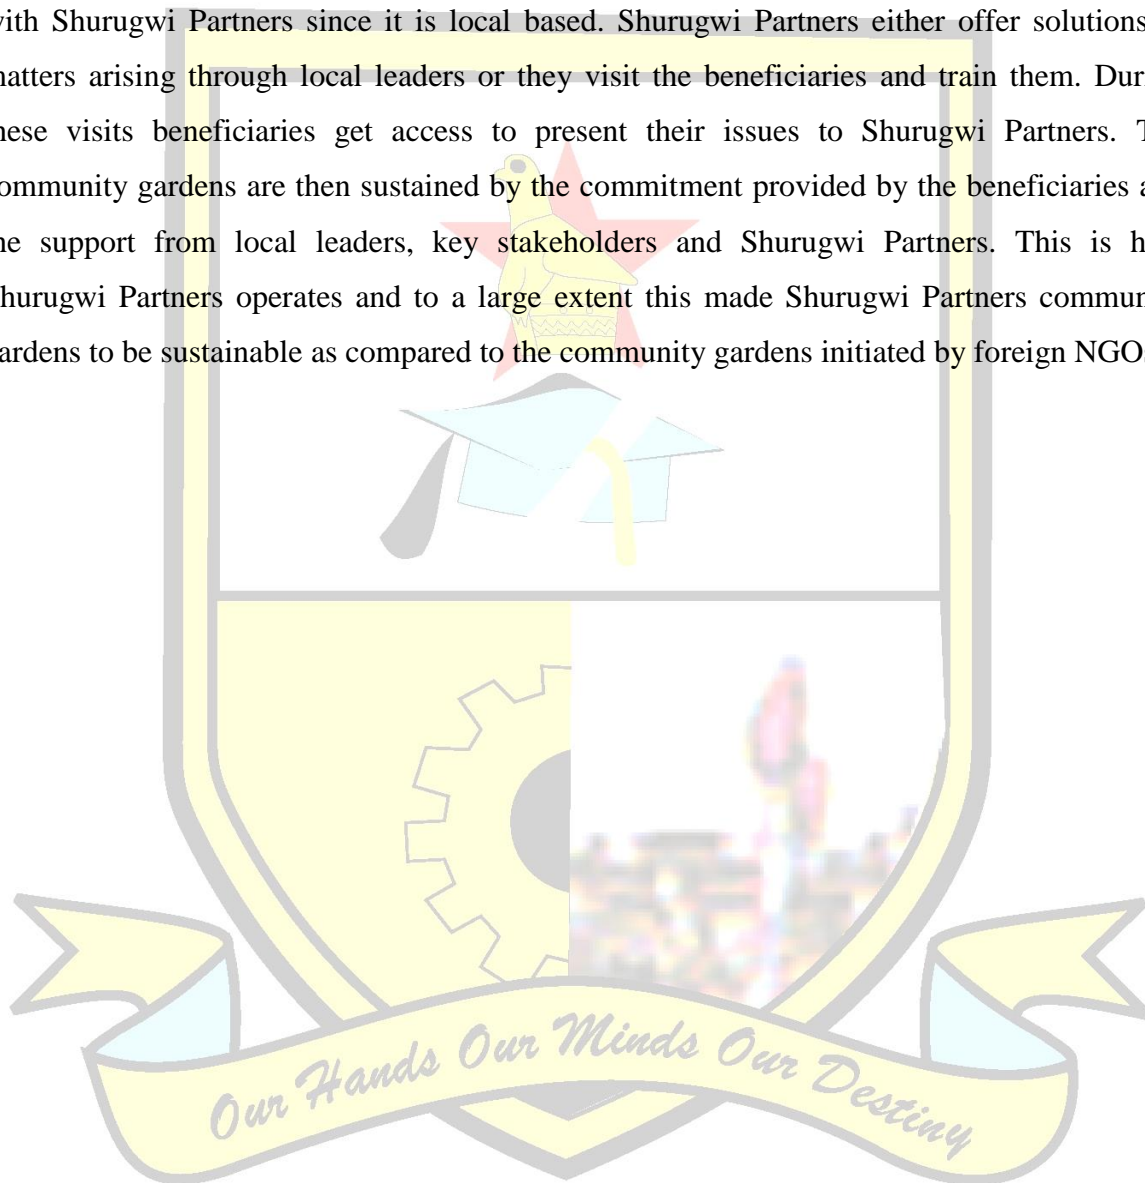 with Shurugwi Partners since it is local based. Shurugwi Partners either offer solutions
matters arising through local leaders or they visit the beneficiaries and train them. Duri
hese visits beneficiaries get access to present their issues to Shurugwi Partners. T
ommunity gardens are then sustained by the commitment provided by the beneficiaries a
he support from local leaders, key stakeholders and Shurugwi Partners. This is h
hurugwi Partners operates and to a large extent this made Shurugwi Partners commun
ardens to be sustainable as compared to the community gardens initiated by foreign NGO
Our Hands Our Minds Our Destiny